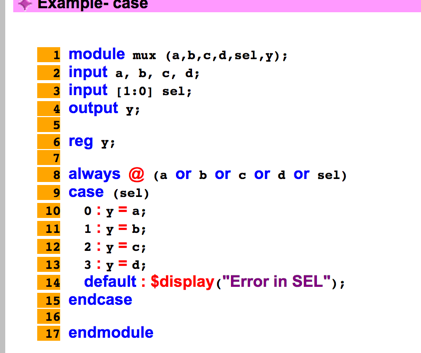 Example- case
1 module mux (a,b,c,d,sel,y);
2 input a, b, c, d;
3 input [1:0] sel;
4 output y;
5
6 reg y;
7
8 always @ (a or b or c or d or sel)
9 case (sel)
10 0 : y = a;
11 1 : y = b;
12 2 : y = c;
13 3 : y = d;
14 default : $display("Error in SEL");
15 endcase
16
17 endmodule